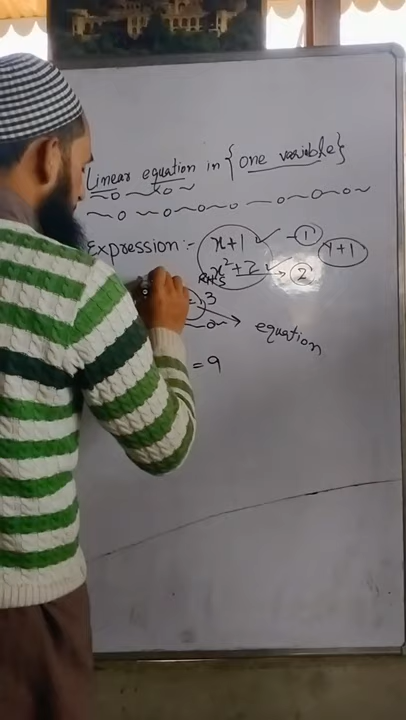 Linear equation in { one variable }
Expression :- x+1 ✓ - ① y+1
x²+2 → ②
RHS
= 3
equation
= 9